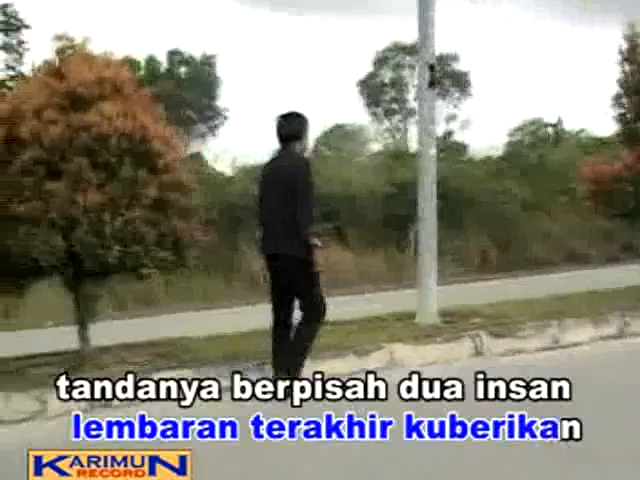 tandanya berpisah dua insan
lembaran terakhir kuberikan
KARIMUN
RECORD